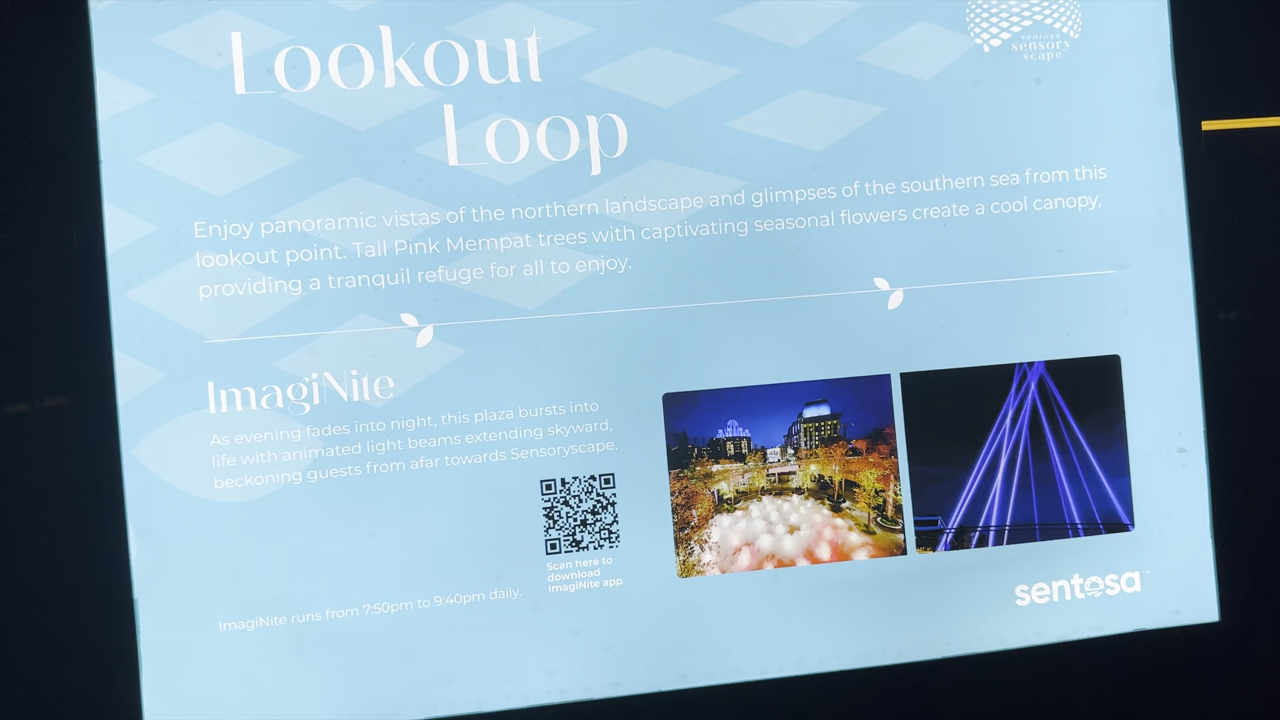 Lookout
Loop
sentosa
sensory
scape
Enjoy panoramic vistas of the northern landscape and glimpses of the southern sea from this
lookout point. Tall Pink Mempat trees with captivating seasonal flowers create a cool canopy,
providing a tranquil refuge for all to enjoy.
ImagiNite
As evening fades into night, this plaza bursts into
life with animated light beams extending skyward,
beckoning guests from afar towards Sensoryscape.
Scan here to
download
ImagiNite app
ImagiNite runs from 7:50pm to 9:40pm daily.
sentosa™